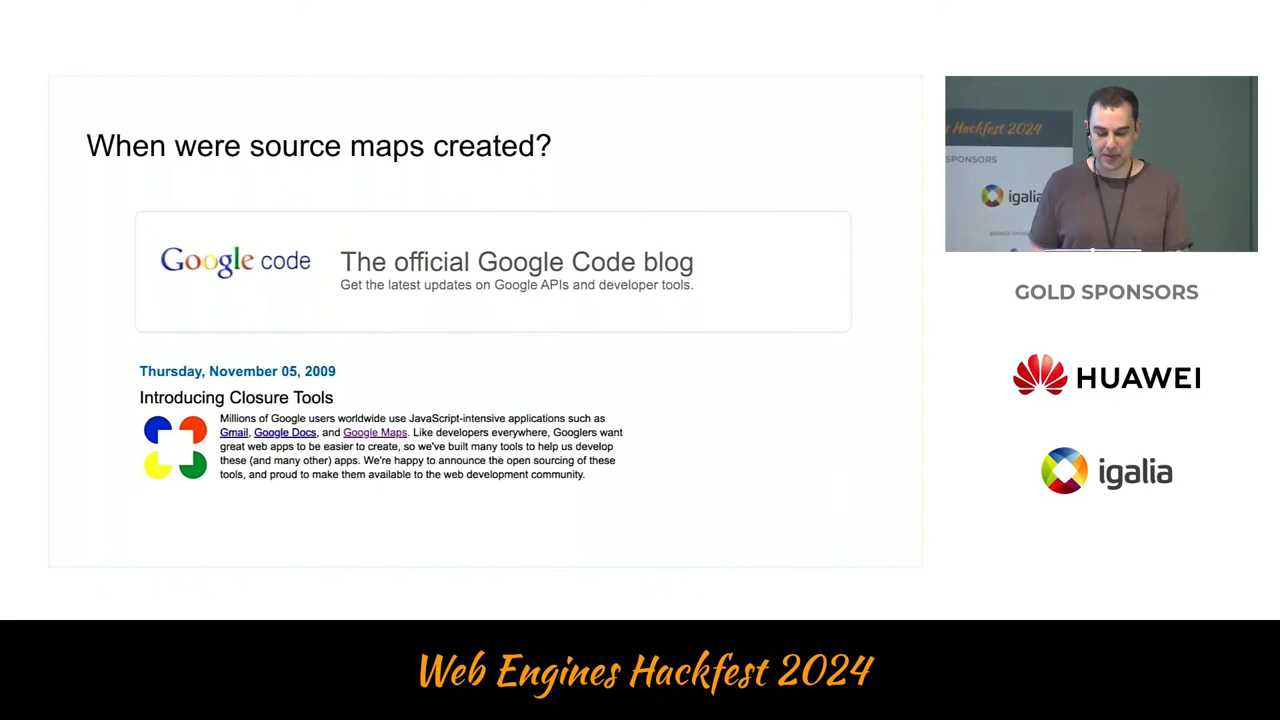 When were source maps created?
Google code
The official Google Code blog
Get the latest updates on Google APIs and developer tools.
Thursday, November 05, 2009
Introducing Closure Tools
Millions of Google users worldwide use JavaScript-intensive applications such as
Gmail, Google Docs, and Google Maps. Like developers everywhere, Googlers want
great web apps to be easier to create, so we've built many tools to help us develop
these (and many other) apps. We're happy to announce the open sourcing of these
tools, and proud to make them available to the web development community.
Hackfest 2024
SPONSORS
igalia
GOLD SPONSORS
HUAWEI
igalia
Web Engines Hackfest 2024